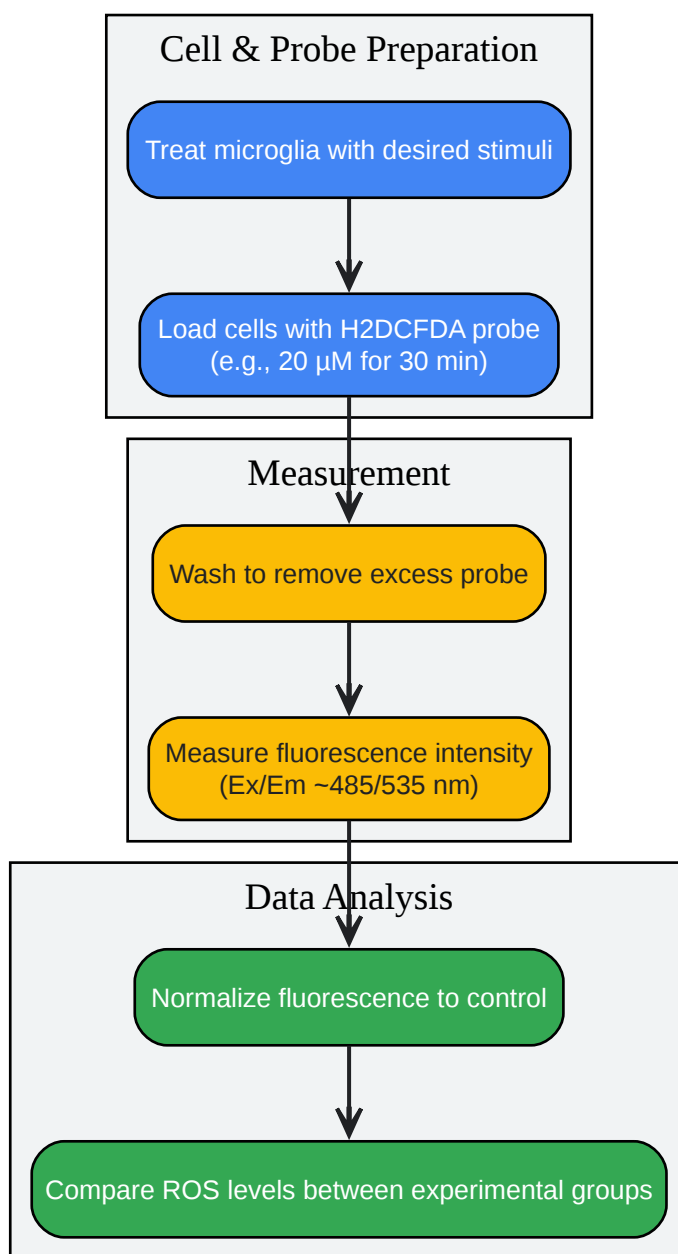 Cell & Probe Preparation
Treat microglia with desired stimuli
Load cells with H2DCFDA probe
(e.g., 20 µM for 30 min)
Measurement
Wash to remove excess probe
Measure fluorescence intensity
(Ex/Em ~485/535 nm)
Data Analysis
Normalize fluorescence to control
Compare ROS levels between experimental groups